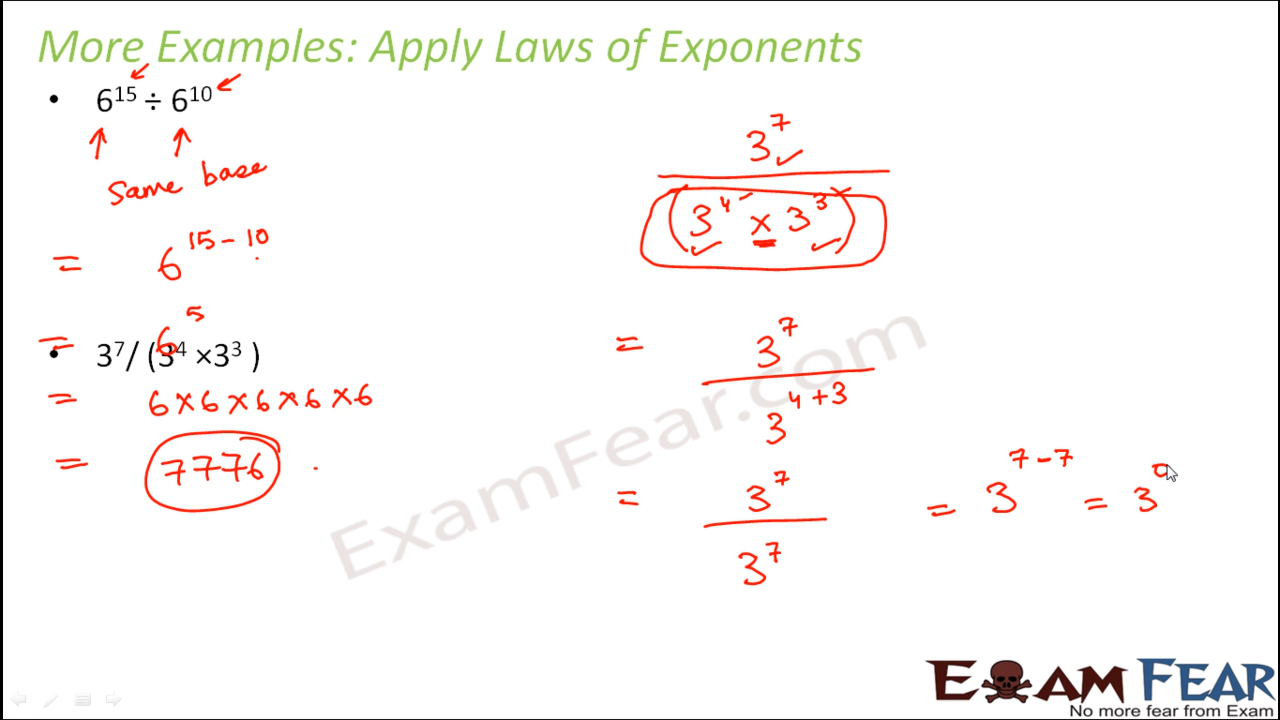 More Examples: Apply Laws of Exponents
• 6¹⁵ ÷ 6¹⁰
Same base
= 6¹⁵⁻¹⁰
= 6⁵
• 3⁷/ (3⁴ ×3³ )
= 6×6×6×6×6
= 7776
3⁷
(3⁴ × 3³)
= 3⁷
3⁴⁺³
= 3⁷
3⁷
= 3⁷⁻⁷ = 3⁰
ExamFear.com
EXAM FEAR
No more fear from Exam